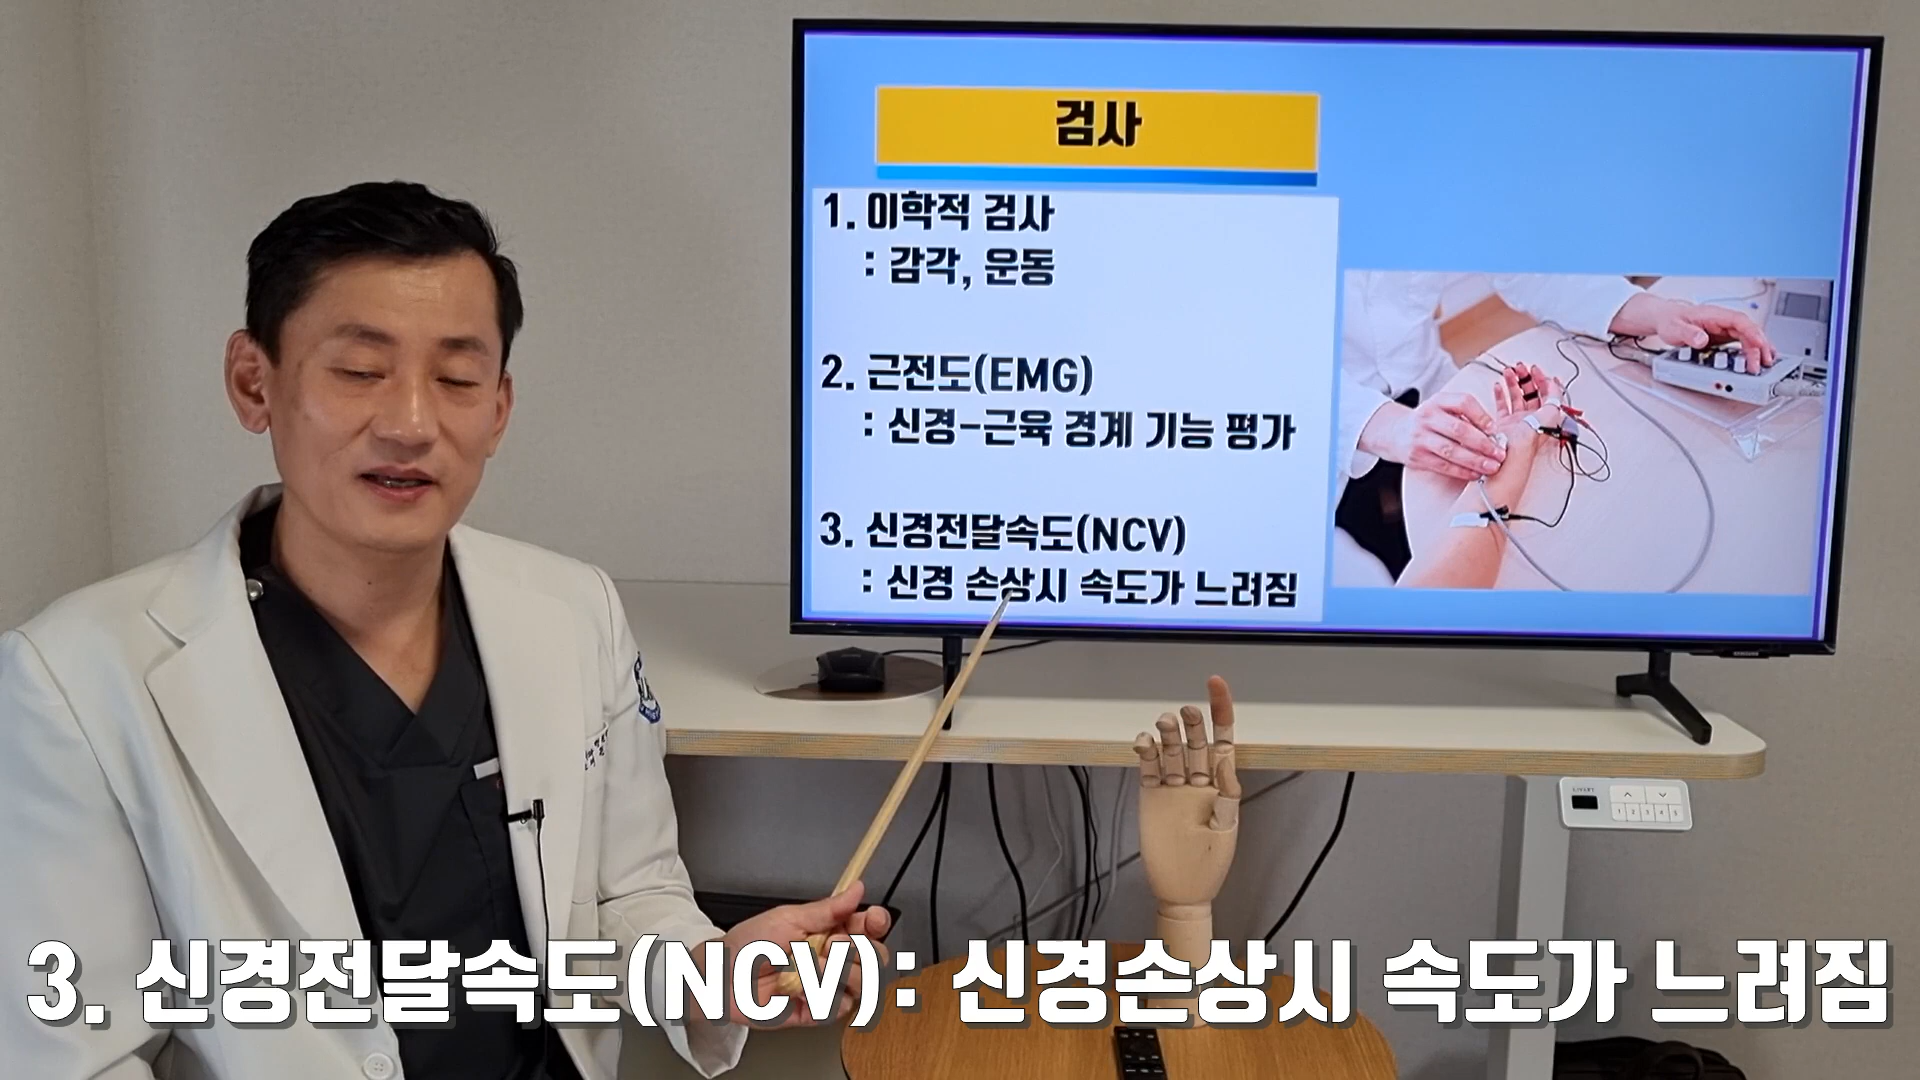 검사
1. 이학적 검사
: 감각, 운동
2. 근전도(EMG)
: 신경-근육 경계 기능 평가
3. 신경전달속도(NCV)
: 신경 손상시 속도가 느려짐
3. 신경전달속도(NCV): 신경손상시 속도가 느려짐